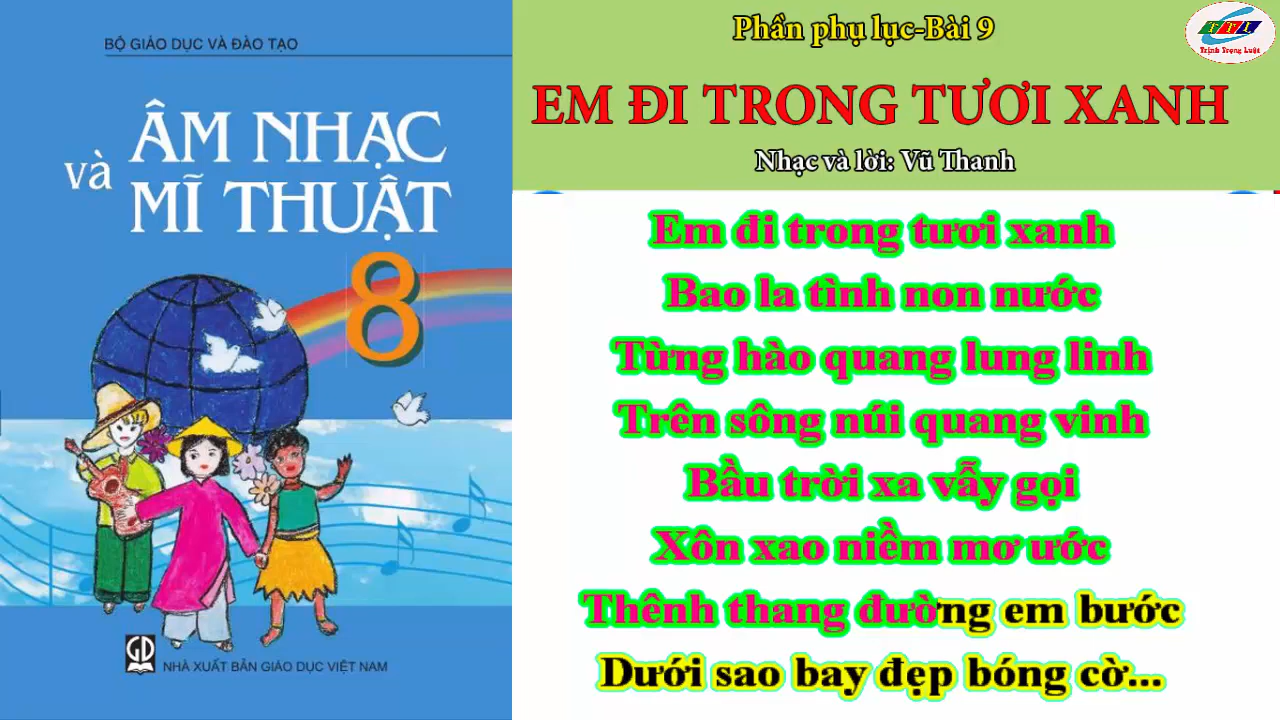 BỘ GIÁO DỤC VÀ ĐÀO TẠO
ÂM NHẠC
và MĨ THUẬT
8
GD
NHÀ XUẤT BẢN GIÁO DỤC VIỆT NAM
Phần phụ lục-Bài 9
TTL
Trịnh Trọng Luật
EM ĐI TRONG TƯƠI XANH
Nhạc và lời: Vũ Thanh
Em đi trong tươi xanh
Bao la tình non nước
Từng hào quang lung linh
Trên sông núi quang vinh
Bầu trời xa vẫy gọi
Xôn xao niềm mơ ước
Thênh thang đường em bước
Dưới sao bay đẹp bóng cờ...